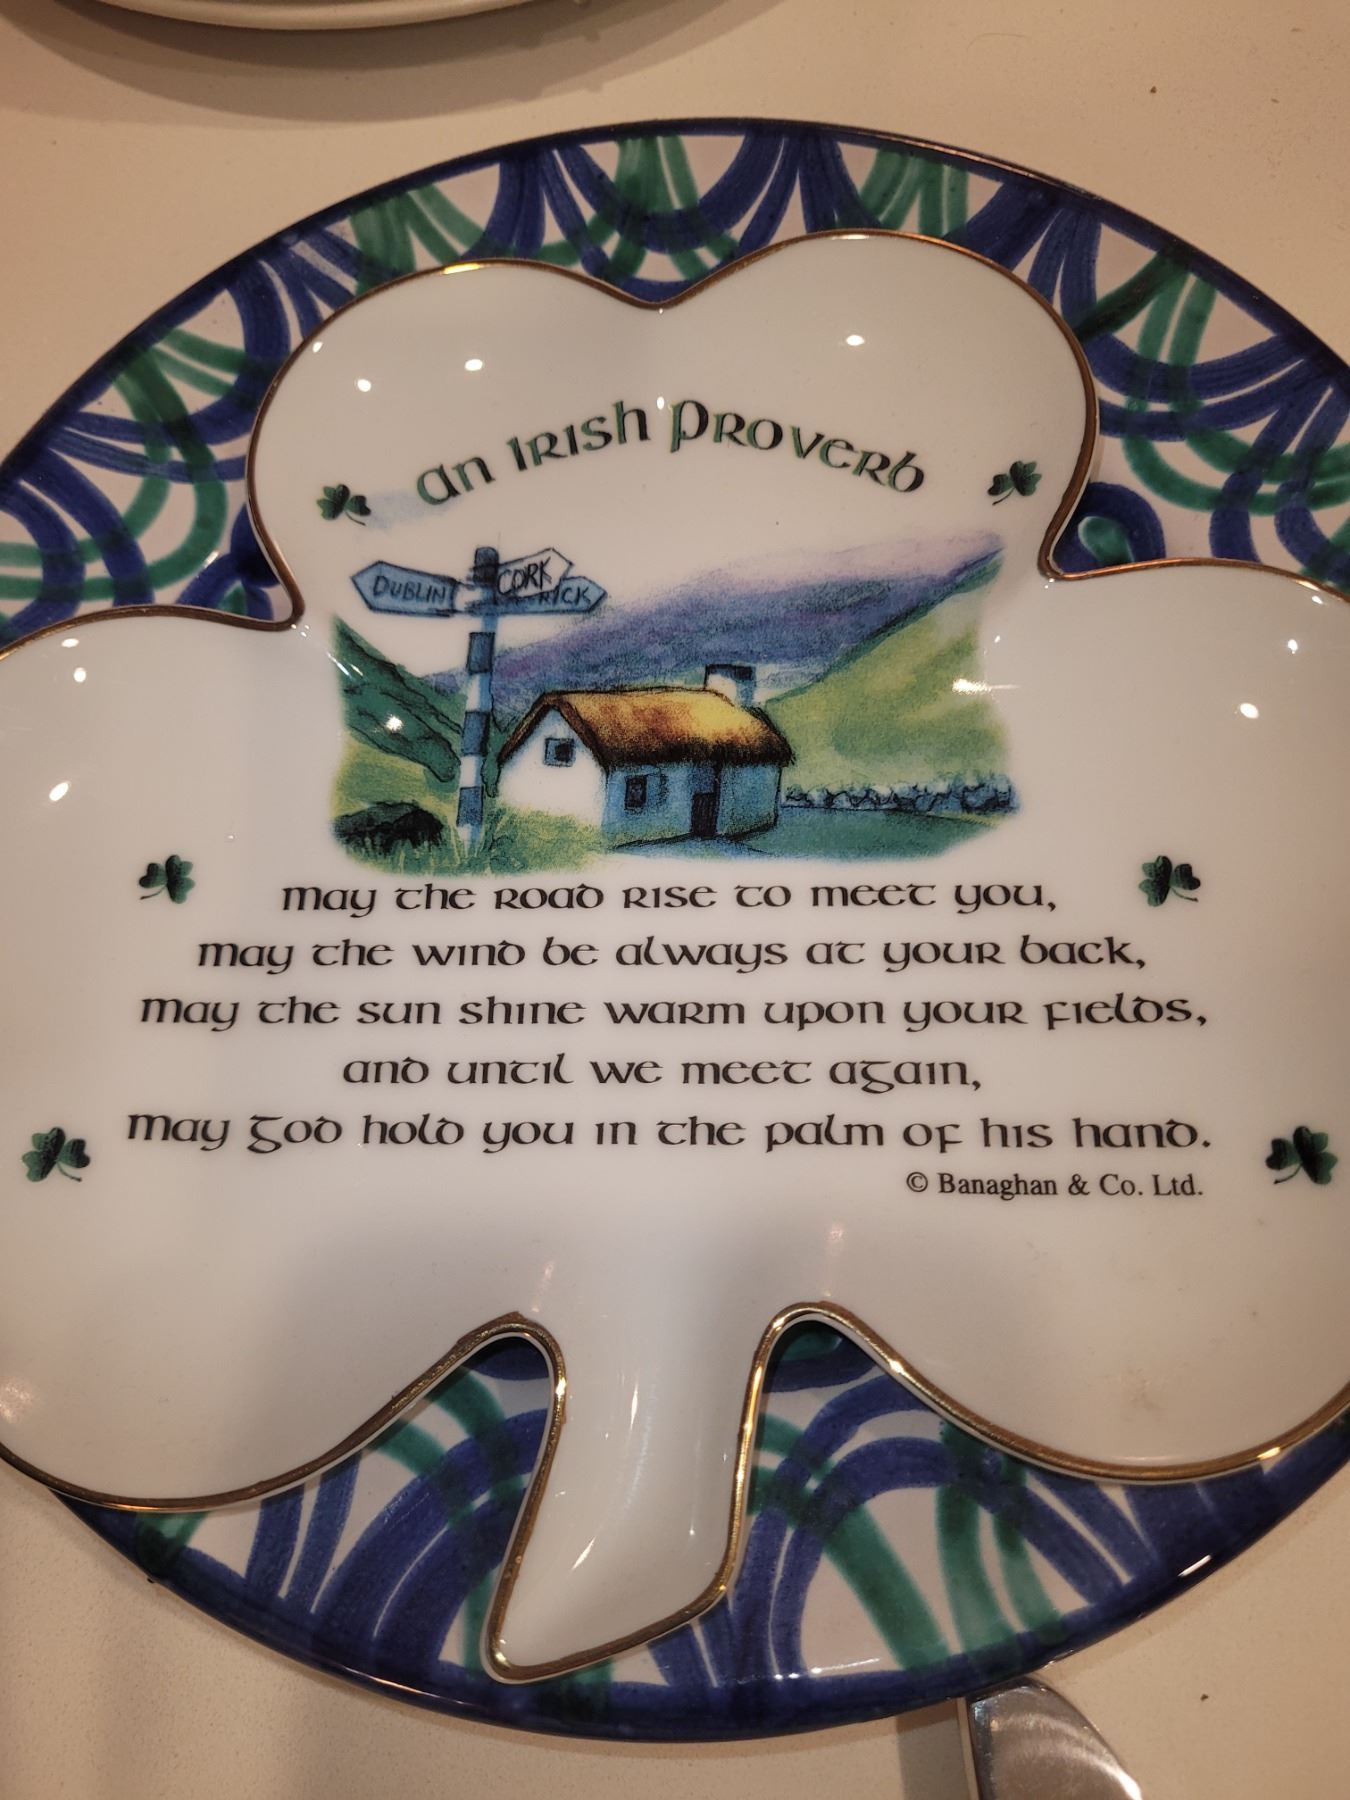 An Irish Proverb
DUBLIN
CORK
RICK
May the road rise to meet you,
May the wind be always at your back,
May the sun shine warm upon your fields,
and until we meet again,
May God hold you in the palm of his hand.
© Banaghan & Co. Ltd.